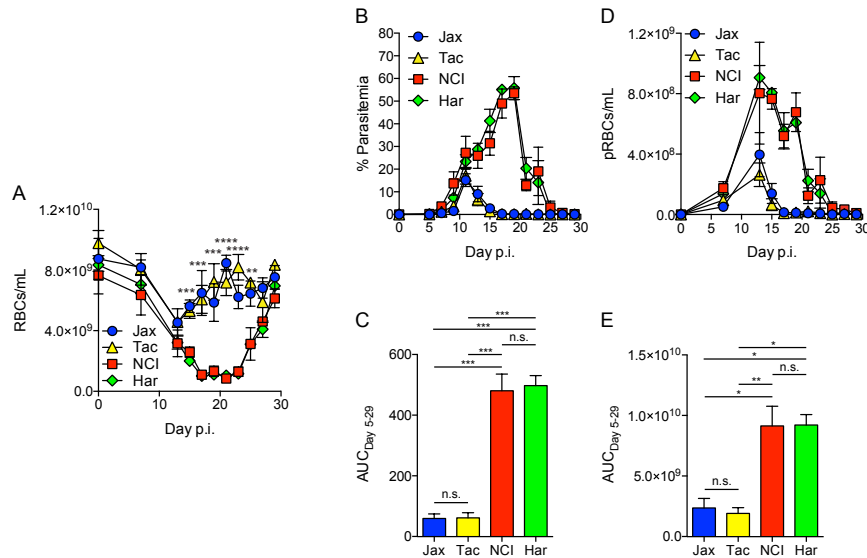 A
1.2×10¹⁰
8.0×10⁹
4.0×10⁹
0.0
RBCs/mL
*** *** *** **** **** **
Jax
Tac
NCI
Har
0 10 20 30
Day p.i.
B
80
70
60
50
40
30
20
10
0
% Parasitemia
Jax
Tac
NCI
Har
0 5 10 15 20 25 30
Day p.i.
D
1.2×10⁹
8.0×10⁸
4.0×10⁸
0.0
pRBCs/mL
Jax
Tac
NCI
Har
0 5 10 15 20 25 30
Day p.i.
C
600
400
200
0
AUC Day 5-29
***
***
n.s.
***
***
n.s.
Jax Tac NCI Har
E
1.5×10¹⁰
1.0×10¹⁰
5.0×10⁹
0.0
AUC Day 5-29
*
*
n.s.
**
*
n.s.
Jax Tac NCI Har